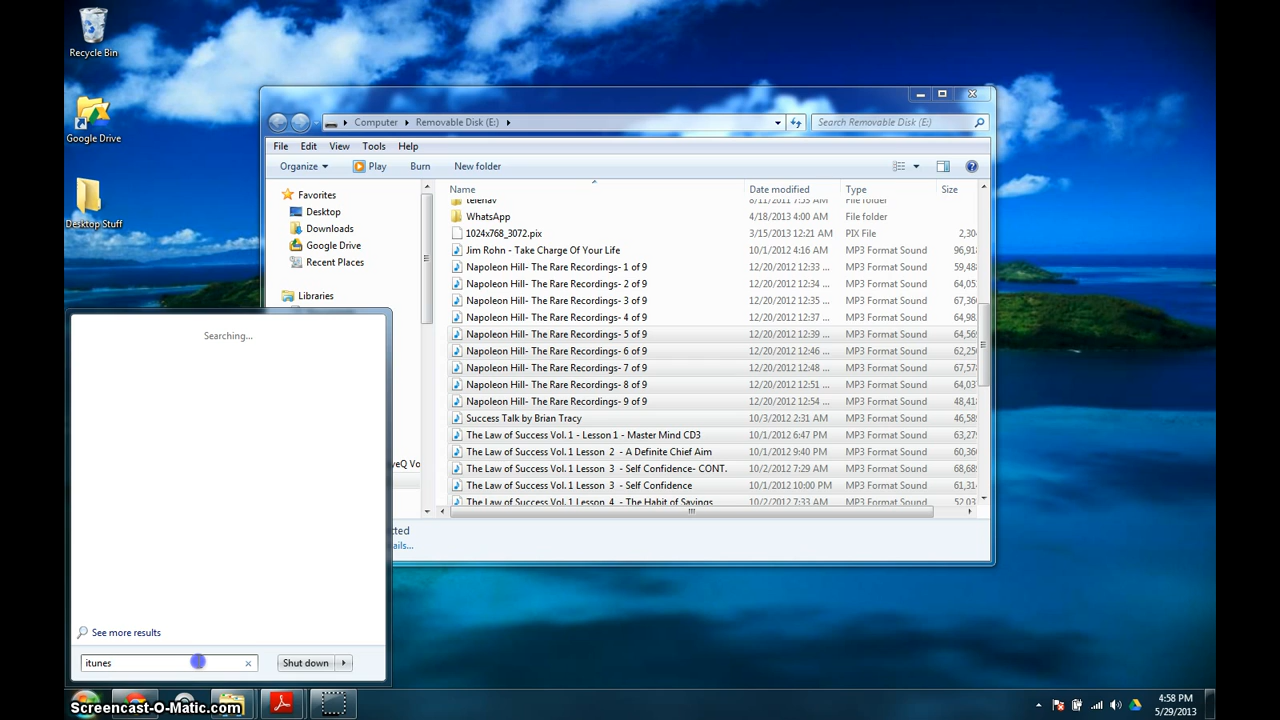 Recycle Bin
Google Drive
Desktop Stuff
Computer Removable Disk (E:)
Search Removable Disk (E:)
File Edit View Tools Help
Organize Play Burn New folder
Name Date modified Type Size
Favorites
Desktop
Downloads
Google Drive
Recent Places
Libraries
telenav 8/11/2011 7:53 AM File folder
WhatsApp 4/18/2013 4:00 AM File folder
1024x768_3072.pix 3/15/2013 12:21 AM PIX File 2,30
Jim Rohn - Take Charge Of Your Life 10/1/2012 4:16 AM MP3 Format Sound 96,91
Napoleon Hill- The Rare Recordings- 1 of 9 12/20/2012 12:33 ... MP3 Format Sound 59,48
Napoleon Hill- The Rare Recordings- 2 of 9 12/20/2012 12:34 ... MP3 Format Sound 64,05
Napoleon Hill- The Rare Recordings- 3 of 9 12/20/2012 12:35 ... MP3 Format Sound 67,36
Napoleon Hill- The Rare Recordings- 4 of 9 12/20/2012 12:37 ... MP3 Format Sound 64,98
Napoleon Hill- The Rare Recordings- 5 of 9 12/20/2012 12:39 ... MP3 Format Sound 64,56
Napoleon Hill- The Rare Recordings- 6 of 9 12/20/2012 12:46 ... MP3 Format Sound 62,25
Napoleon Hill- The Rare Recordings- 7 of 9 12/20/2012 12:48 ... MP3 Format Sound 67,57
Napoleon Hill- The Rare Recordings- 8 of 9 12/20/2012 12:51 ... MP3 Format Sound 64,03
Napoleon Hill- The Rare Recordings- 9 of 9 12/20/2012 12:54 ... MP3 Format Sound 48,41
Success Talk by Brian Tracy 10/3/2012 2:31 AM MP3 Format Sound 46,58
The Law of Success Vol. 1 - Lesson 1 - Master Mind CD3 10/1/2012 6:47 PM MP3 Format Sound 63,27
The Law of Success Vol. 1 Lesson 2 - A Definite Chief Aim 10/1/2012 9:40 PM MP3 Format Sound 60,36
The Law of Success Vol. 1 Lesson 3 - Self Confidence- CONT. 10/2/2012 7:29 AM MP3 Format Sound 68,68
The Law of Success Vol. 1 Lesson 3 - Self Confidence 10/1/2012 10:00 PM MP3 Format Sound 61,31
The Law of Success Vol. 1 Lesson 4 - The Habit of Savings 10/2/2012 7:33 AM MP3 Format Sound 52,03
veQ Vo
tted
ails...
Searching...
See more results
itunes
Shut down
Screencast-O-Matic.com
4:58 PM
5/29/2013